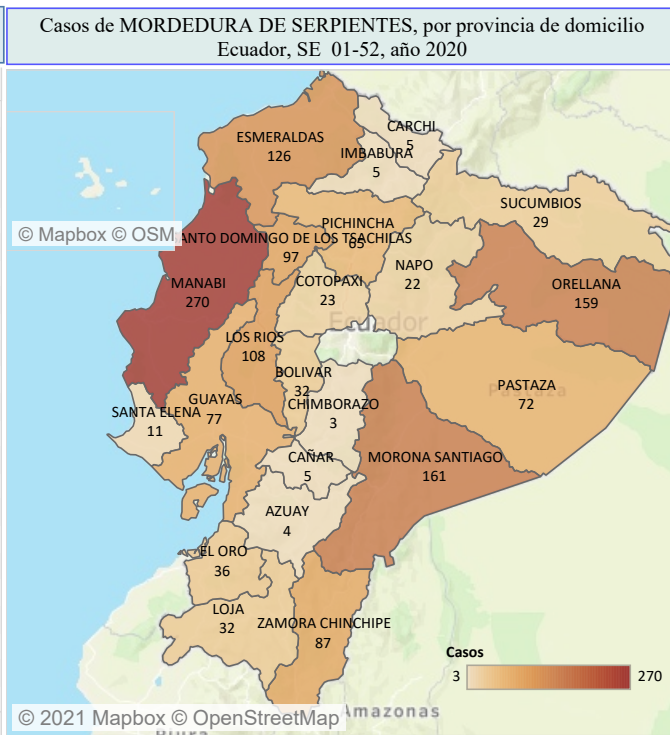 Casos de MORDEDURA DE SERPIENTES, por provincia de domicilio
Ecuador, SE 01-52, año 2020
CARCHI
5
ESMERALDAS
126
IMBABURA
5
SUCUMBIOS
29
© Mapbox © OSM
PICHINCHA
65
ANTO DOMINGO DE LOS TSACHILAS
97
NAPO
22
COTOPAXI
23
MANABI
270
ORELLANA
159
Ecuador
LOS RIOS
108
BOLIVAR
32
PASTAZA
72
Pastaza
GUAYAS
77
CHIMBORAZO
3
SANTA ELENA
11
CAÑAR
5
MORONA SANTIAGO
161
AZUAY
4
EL ORO
36
LOJA
32
ZAMORA CHINCHIPE
87
Casos
3 270
Amazonas
© 2021 Mapbox © OpenStreetMap